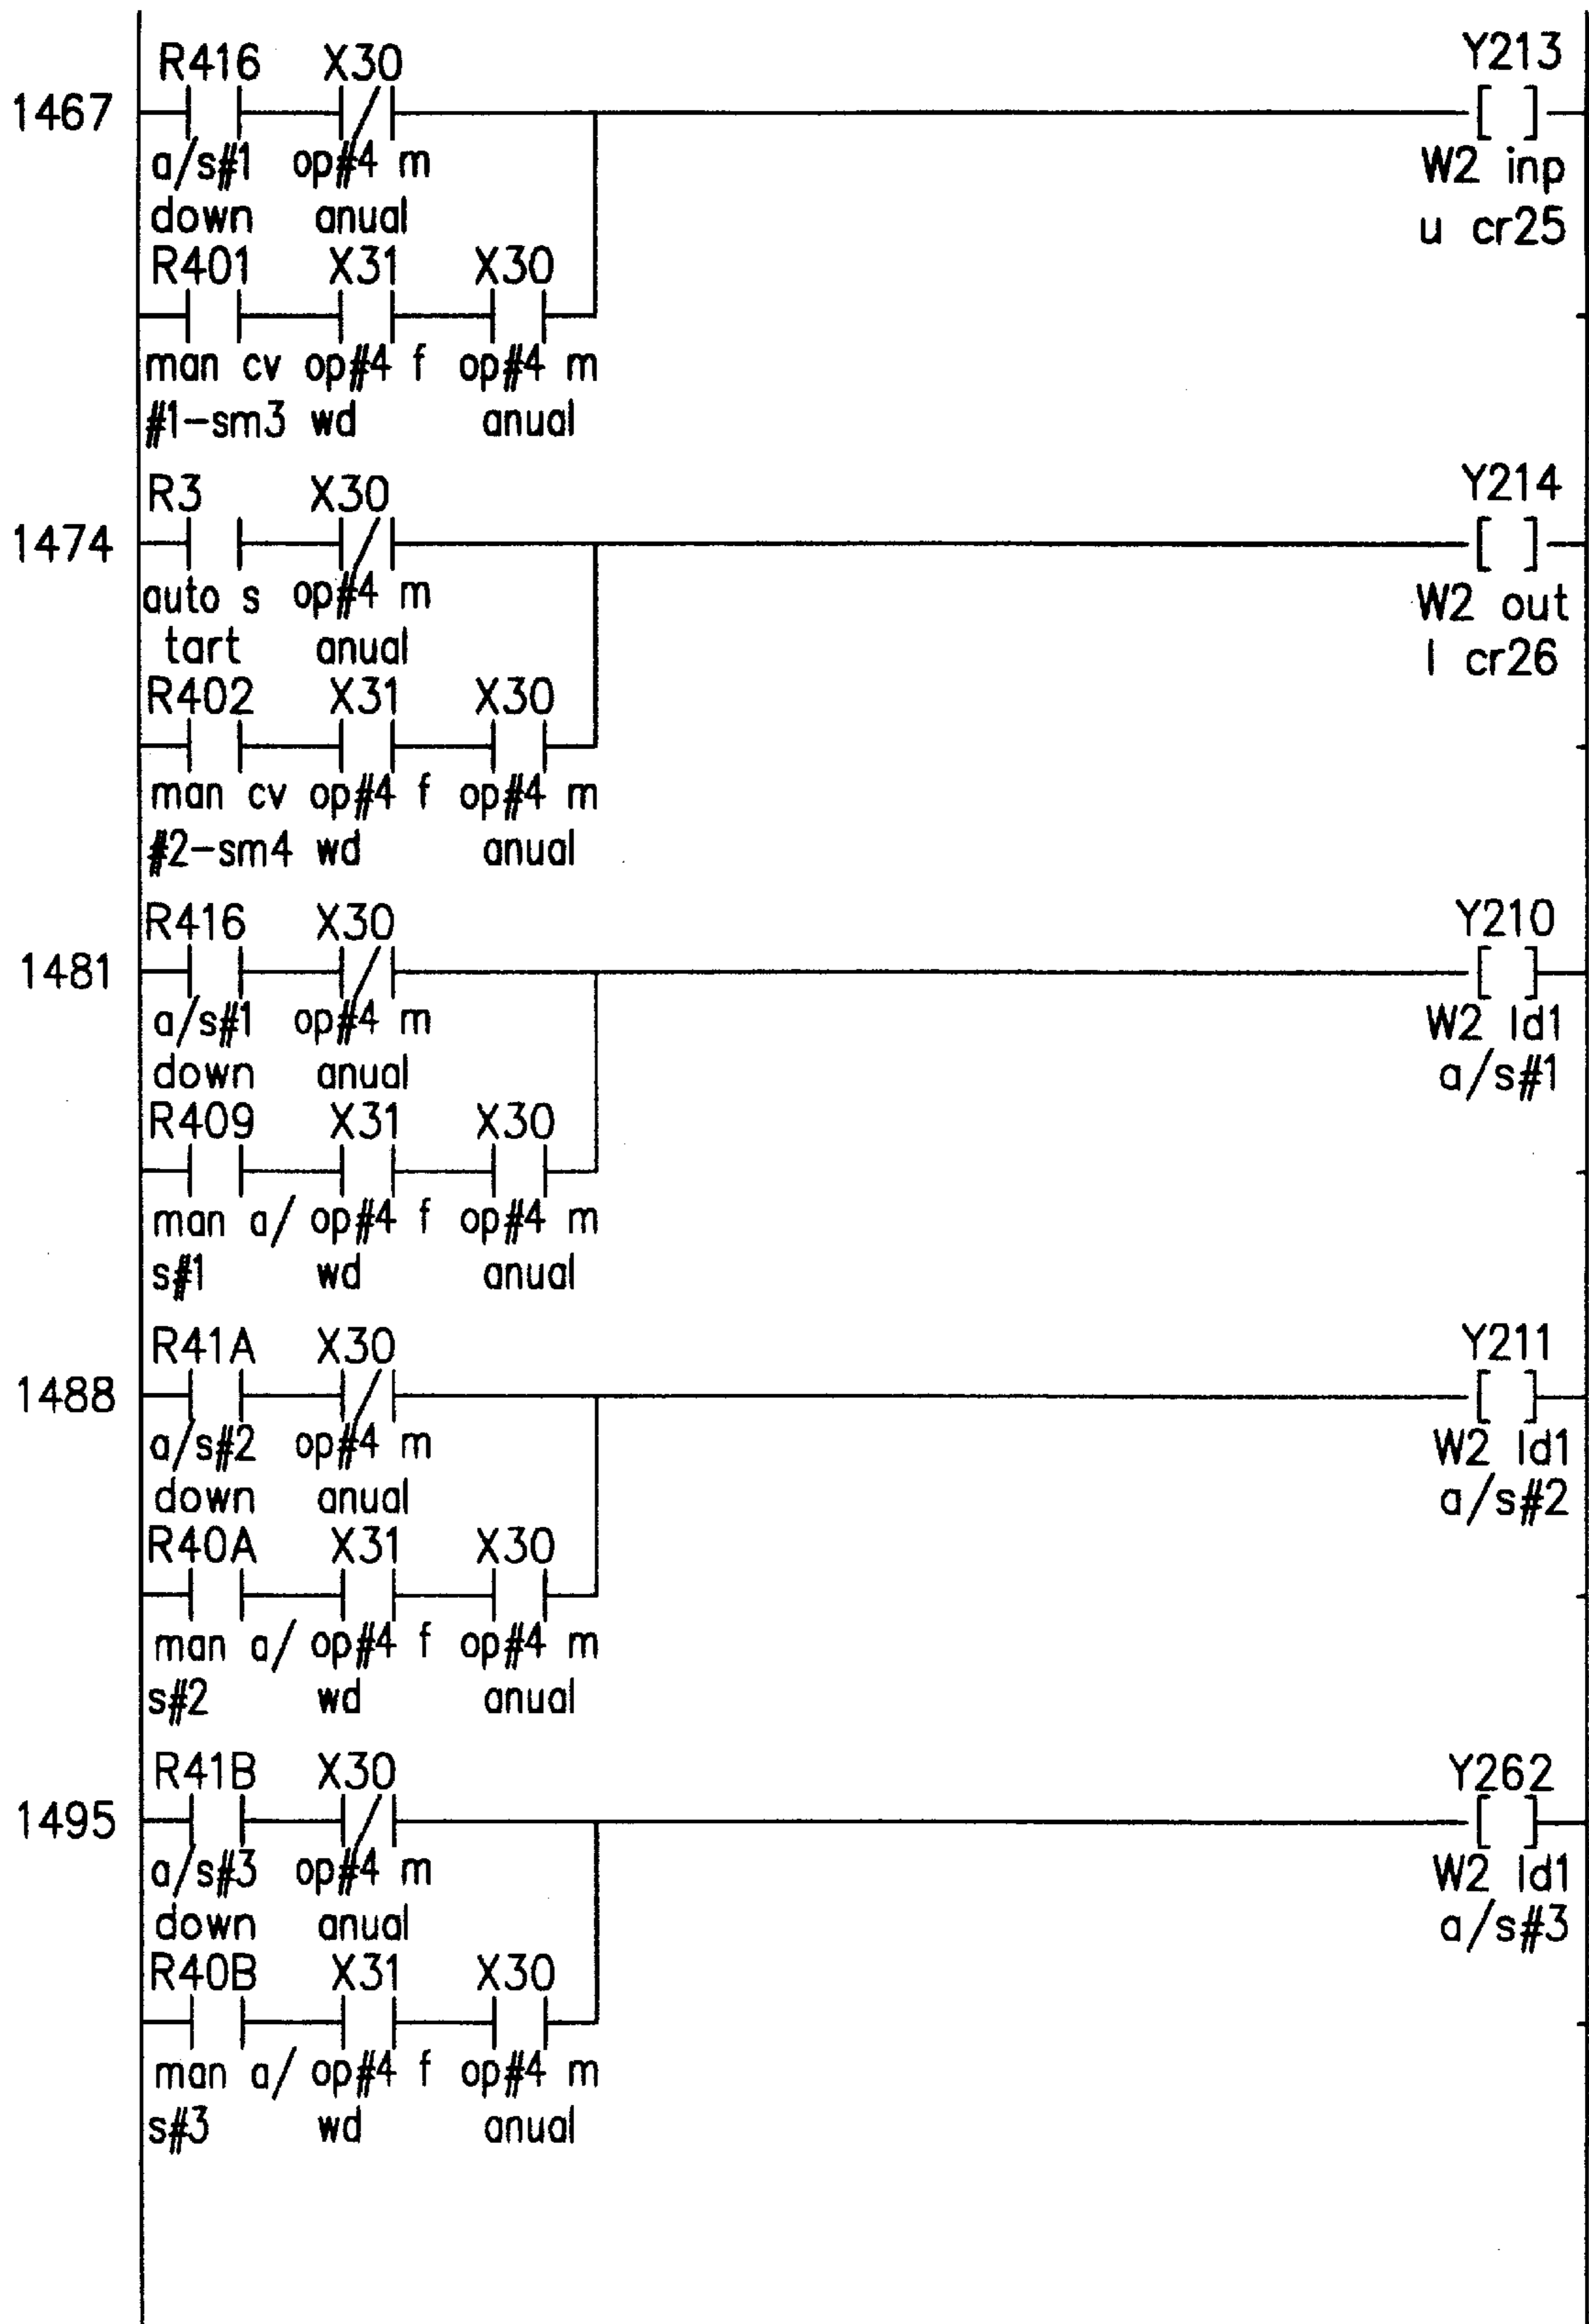 R416 X30 Y213
1467
a/s#1 op#4 m W2 inp
down anual u cr25
R401 X31 X30
man cv op#4 f op#4 m
#1-sm3 wd anual
R3 X30 Y214
1474
auto s op#4 m W2 out
tart anual l cr26
R402 X31 X30
man cv op#4 f op#4 m
#2-sm4 wd anual
R416 X30 Y210
1481
a/s#1 op#4 m W2 ld1
down anual a/s#1
R409 X31 X30
man a/ op#4 f op#4 m
s#1 wd anual
R41A X30 Y211
1488
a/s#2 op#4 m W2 ld1
down anual a/s#2
R40A X31 X30
man a/ op#4 f op#4 m
s#2 wd anual
R41B X30 Y262
1495
a/s#3 op#4 m W2 ld1
down anual a/s#3
R40B X31 X30
man a/ op#4 f op#4 m
s#3 wd anual